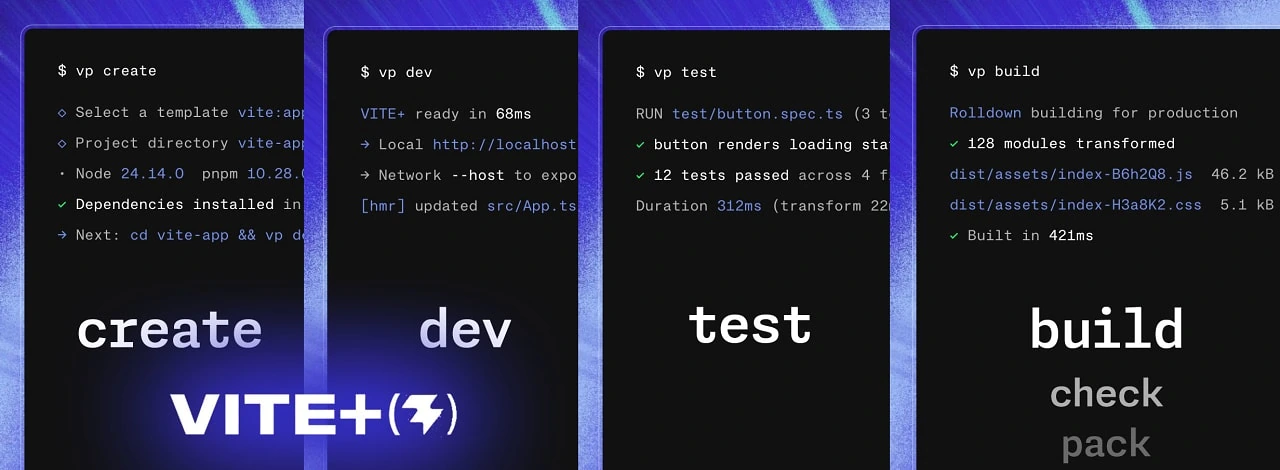 $ vp create
◇ Select a template vite:app
◇ Project directory vite-app
• Node 24.14.0 pnpm 10.28.0
✓ Dependencies installed in
→ Next: cd vite-app && vp de
create
$ vp dev
VITE+ ready in 68ms
→ Local http://localhost
→ Network --host to expo
[hmr] updated src/App.ts
dev
VITE+
$ vp test
RUN test/button.spec.ts (3 t
✓ button renders loading stat
✓ 12 tests passed across 4 f
Duration 312ms (transform 22m
test
$ vp build
Rolldown building for production
✓ 128 modules transformed
dist/assets/index-B6h2Q8.js 46.2 kB
dist/assets/index-H3a8K2.css 5.1 kB
✓ Built in 421ms
build
check
pack